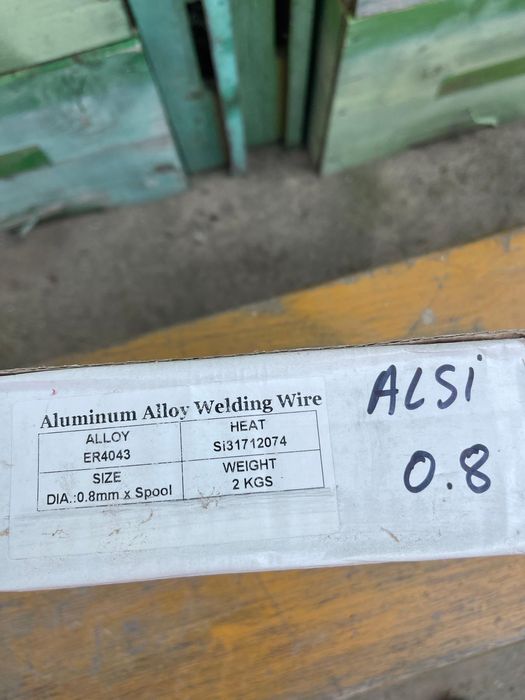 Aluminum Alloy Welding Wire
ALLOY HEAT
ER4043 Si31712074
SIZE WEIGHT
DIA.:0.8mm x Spool 2 KGS
ALSi
0.8